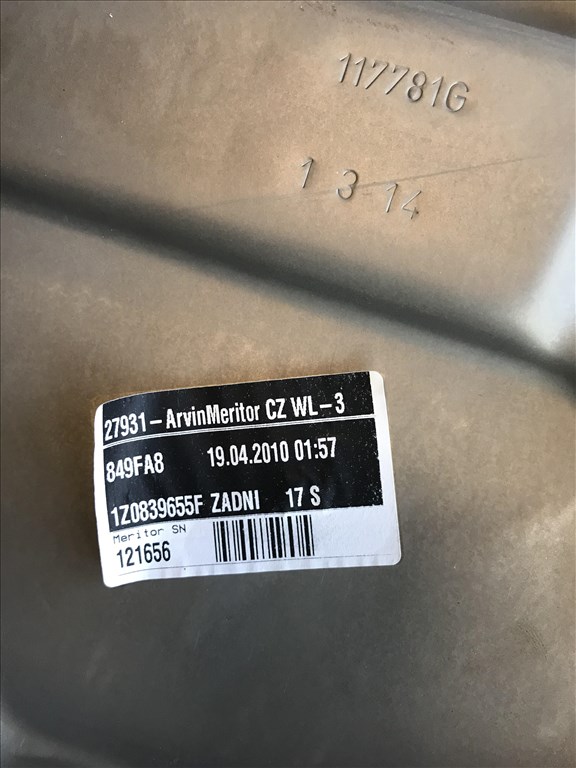 117781G
1 3 14
27931 - ArvinMeritor CZ WL - 3
849FA8 19.04.2010 01:57
1Z0839655F ZADNI 17 S
Meritor SN
121656